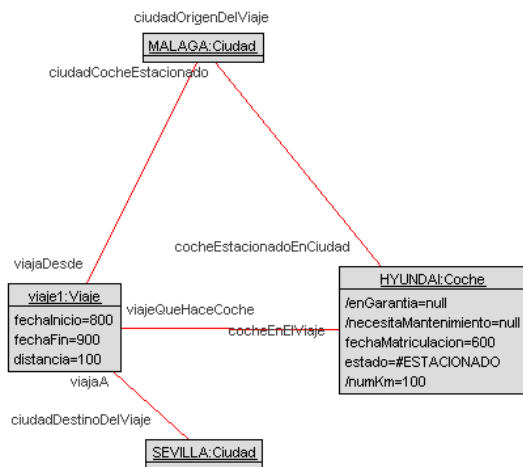 ciudadOrigenDelViaje
MALAGA:Ciudad
ciudadCocheEstacionado
cocheEstacionadoEnCiudad
viajaDesde
viaje1:Viaje
fechaInicio=800
fechaFin=900
distancia=100
viajeQueHaceCoche
cocheEnElViaje
HYUNDAI:Coche
/enGarantia=null
/necesitaMantenimiento=null
fechaMatriculacion=600
estado=#ESTACIONADO
/numKm=100
viajaA
ciudadDestinoDelViaje
SEVILLA:Ciudad